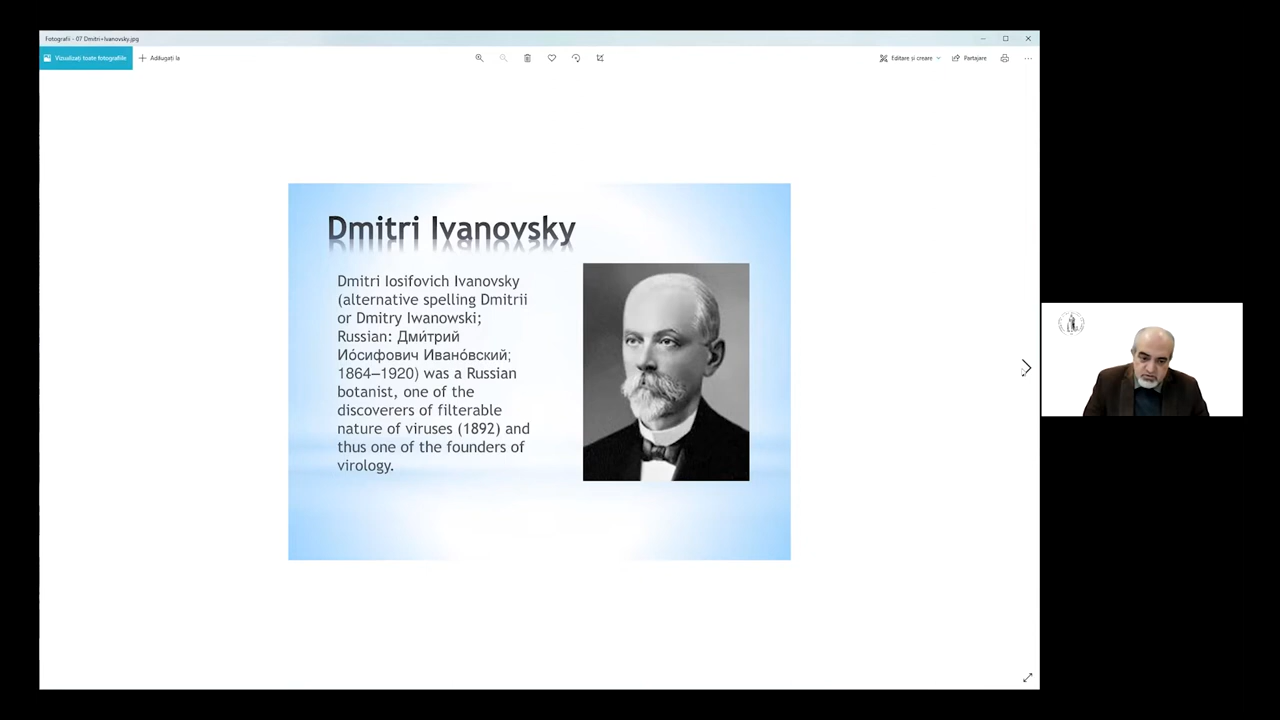 Fotografii - 07 Dmitri+Ivanovsky.jpg
Vizualizați toate fotografiile
Adăugați la
Editare și creare
Partajare
Dmitri Ivanovsky
Dmitri Iosifovich Ivanovsky
(alternative spelling Dmitrii
or Dmitry Iwanowski;
Russian: Дми́трий
Ио́сифович Ивано́вский;
1864—1920) was a Russian
botanist, one of the
discoverers of filterable
nature of viruses (1892) and
thus one of the founders of
virology.